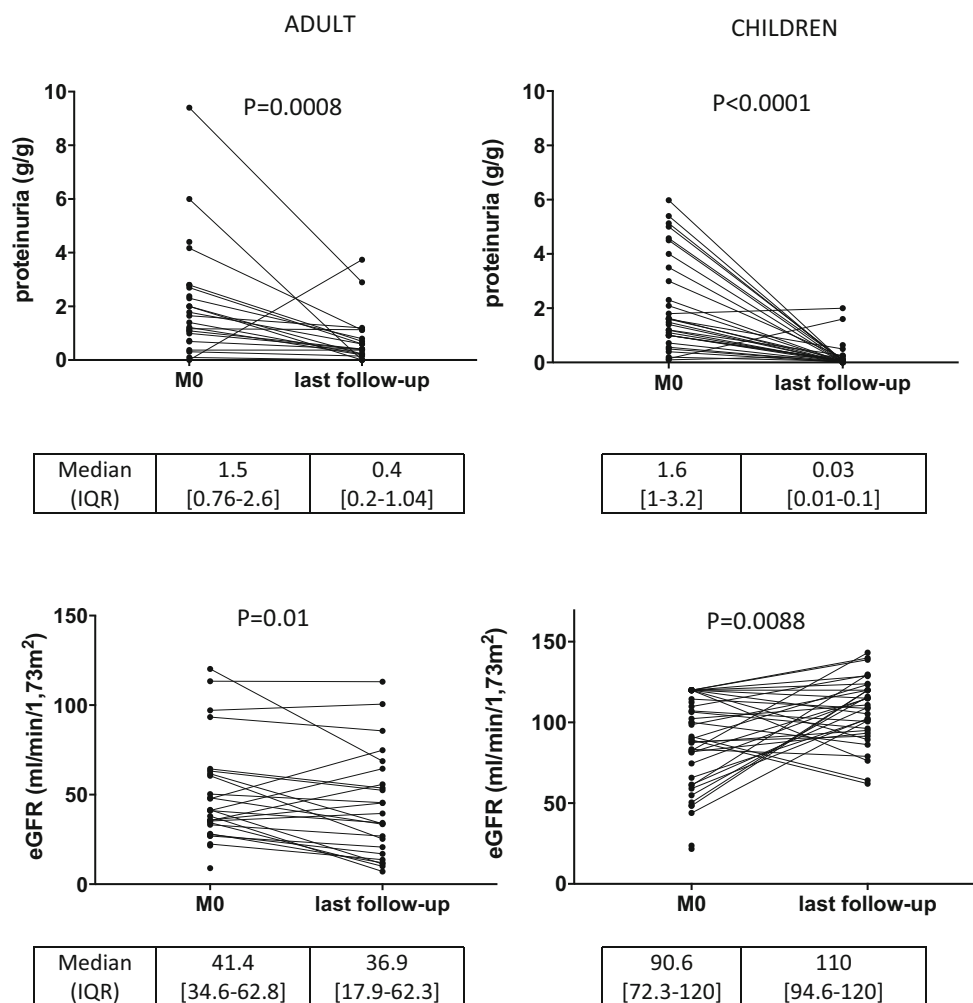 ADULT
CHILDREN
proteinuria (g/g)
10
8
6
4
2
0
P=0.0008
M0
last follow-up
proteinuria (g/g)
10
8
6
4
2
0
P<0.0001
M0
last follow-up
Median
(IQR)
1.5
[0.76-2.6]
0.4
[0.2-1.04]
1.6
[1-3.2]
0.03
[0.01-0.1]
eGFR (ml/min/1,73m²)
150
100
50
0
P=0.01
M0
last follow-up
eGFR (ml/min/1,73m²)
150
100
50
0
P=0.0088
M0
last follow-up
Median
(IQR)
41.4
[34.6-62.8]
36.9
[17.9-62.3]
90.6
[72.3-120]
110
[94.6-120]